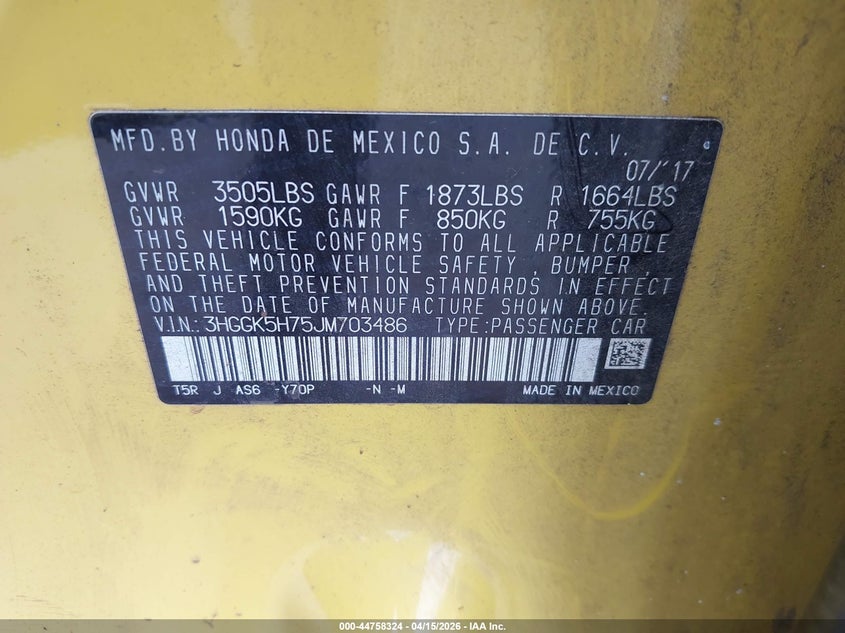 MFD.BY HONDA DE MEXICO S.A. DE C.V.
07/'17
GVWR 3505LBS GAWR F 1873LBS R 1664LBS
GVWR 1590KG GAWR F 850KG R 755KG
THIS VEHICLE CONFORMS TO ALL APPLICABLE
FEDERAL MOTOR VEHICLE SAFETY , BUMPER ,
AND THEFT PREVENTION STANDARDS IN EFFECT
ON THE DATE OF MANUFACTURE SHOWN ABOVE.
V.I.N.: 3HGGK5H75JM703486 TYPE:PASSENGER CAR
T5R J AS6 -Y70P -N -M MADE IN MEXICO
000-44758324 - 04/15/2026 - IAA Inc.